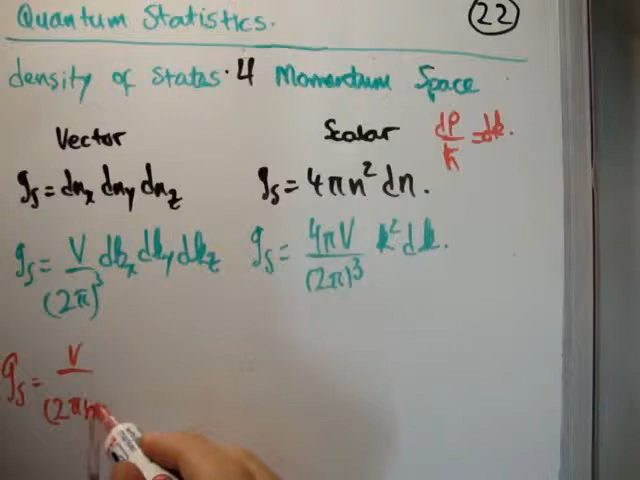 Quantum Statistics. 22
density of States. 4 Momentum Space
Vector Scalar dP/ℏ = dk.
gs = dnx dny dnz gs = 4πn² dn.
gs = V/(2π)³ dkx dky dkz gs = 4πV/(2π)³ k² dk.
gs = V/(2πℏ